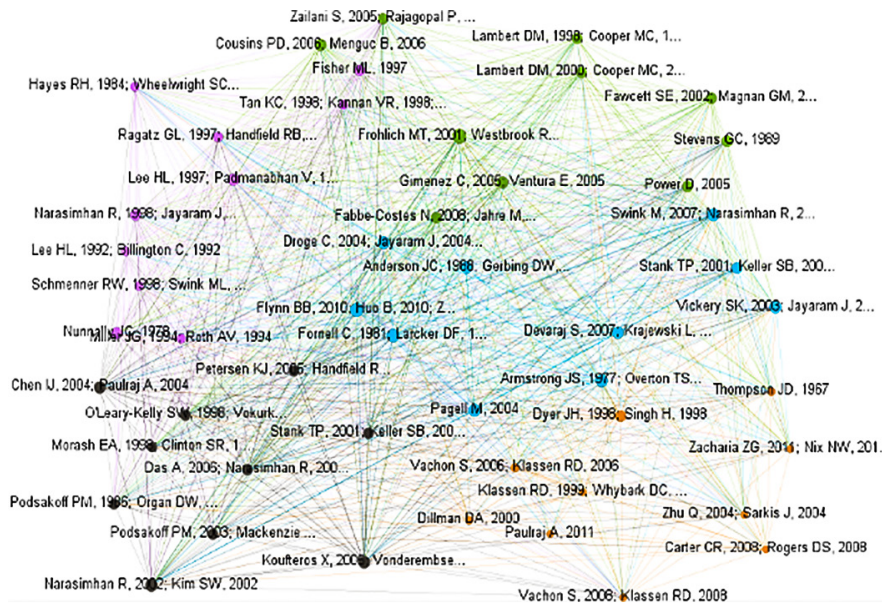 Zailani S, 2005; Rajagopal P, ...
Lambert DM, 1998; Cooper MC, 1...
Cousins PD, 2006; Menguc B, 2006
Fisher ML, 1997
Lambert DM, 2000; Cooper MC, 2...
Hayes RH, 1984; Wheelwright SC...
Tan KC, 1998; Kannan VR, 1998;...
Fawcett SE, 2002; Magnan GM, 2...
Ragatz GL, 1997; Handfield RB,...
Frohlich MT, 2001; Westbrook R...
Stevens GC, 1989
Lee HL, 1997; Padmanabhan V, 1...
Gimenez C, 2005; Ventura E, 2005
Power D, 2005
Narasimhan R, 1998; Jayaram J,...
Fabbe-Costes N, 2008; Jahre M,...
Swink M, 2007; Narasimhan R, 2...
Droge C, 2004; Jayaram J, 2004...
Lee HL, 1992; Billington C, 1992
Anderson JC, 1988; Gerbing DW,...
Stank TP, 2001; Keller SB, 200...
Schmenner RW, 1998; Swink ML, ...
Flynn BB, 2010; Huo B, 2010; Z...
Vickery SK, 2003; Jayaram J, 2...
Nunnally JC, 1978
Miller JG, 1994; Roth AV, 1994
Fornell C, 1981; Larcker DF, 1...
Devaraj S, 2007; Krajewski L, ...
Petersen KJ, 2005; Handfield R...
Chen IJ, 2004; Paulraj A, 2004
Armstrong JS, 1977; Overton TS...
Thompson JD, 1967
O'Leary-Kelly SW, 1998; Vokurk...
Pagell M, 2004
Dyer JH, 1998; Singh H, 1998
Stank TP, 2001; Keller SB, 200...
Morash EA, 1998; Clinton SR, 1...
Zacharia ZG, 2011; Nix NW, 201...
Das A, 2006; Narasimhan R, 200...
Vachon S, 2006; Klassen RD, 2006
Klassen RD, 1999; Whybark DC, ...
Podsakoff PM, 1986; Organ DW, ...
Dillman DA, 2000
Zhu Q, 2004; Sarkis J, 2004
Podsakoff PM, 2003; Mackenzie ...
Paulraj A, 2011
Carter CR, 2008; Rogers DS, 2008
Koufteros X, Vonderembse...
Narasimhan R, 2002; Kim SW, 2002
Vachon S, 2008; Klassen RD, 2008